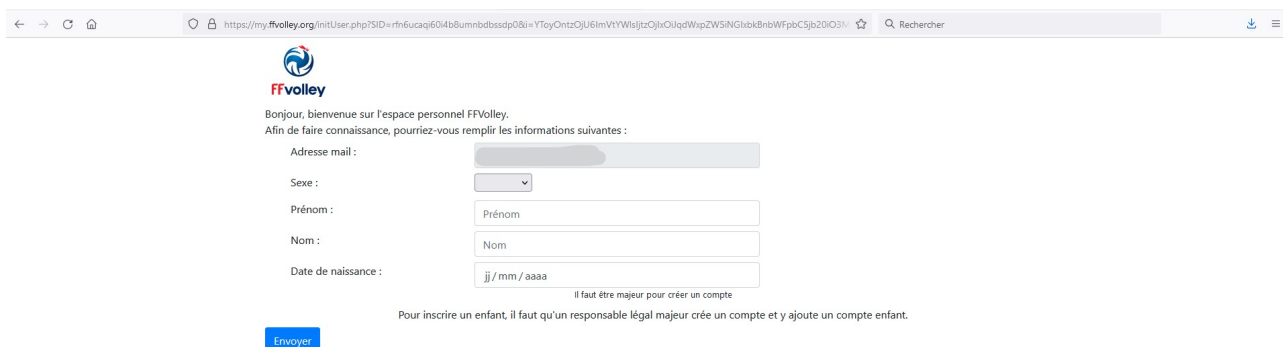 https://my.ffvolley.org/initUser.php?SID=rfn6ucaqi60i4b8umnbdbssdp0&i=
Rechercher
FFvolley
Bonjour, bienvenue sur l'espace personnel FFVolley.
Afin de faire connaissance, pourriez-vous remplir les informations suivantes :
Adresse mail :
Sexe :
Prénom :
Prénom
Nom :
Nom
Date de naissance :
jj / mm / aaaa
Il faut être majeur pour créer un compte
Pour inscrire un enfant, il faut qu'un responsable légal majeur crée un compte et y ajoute un compte enfant.
Envoyer